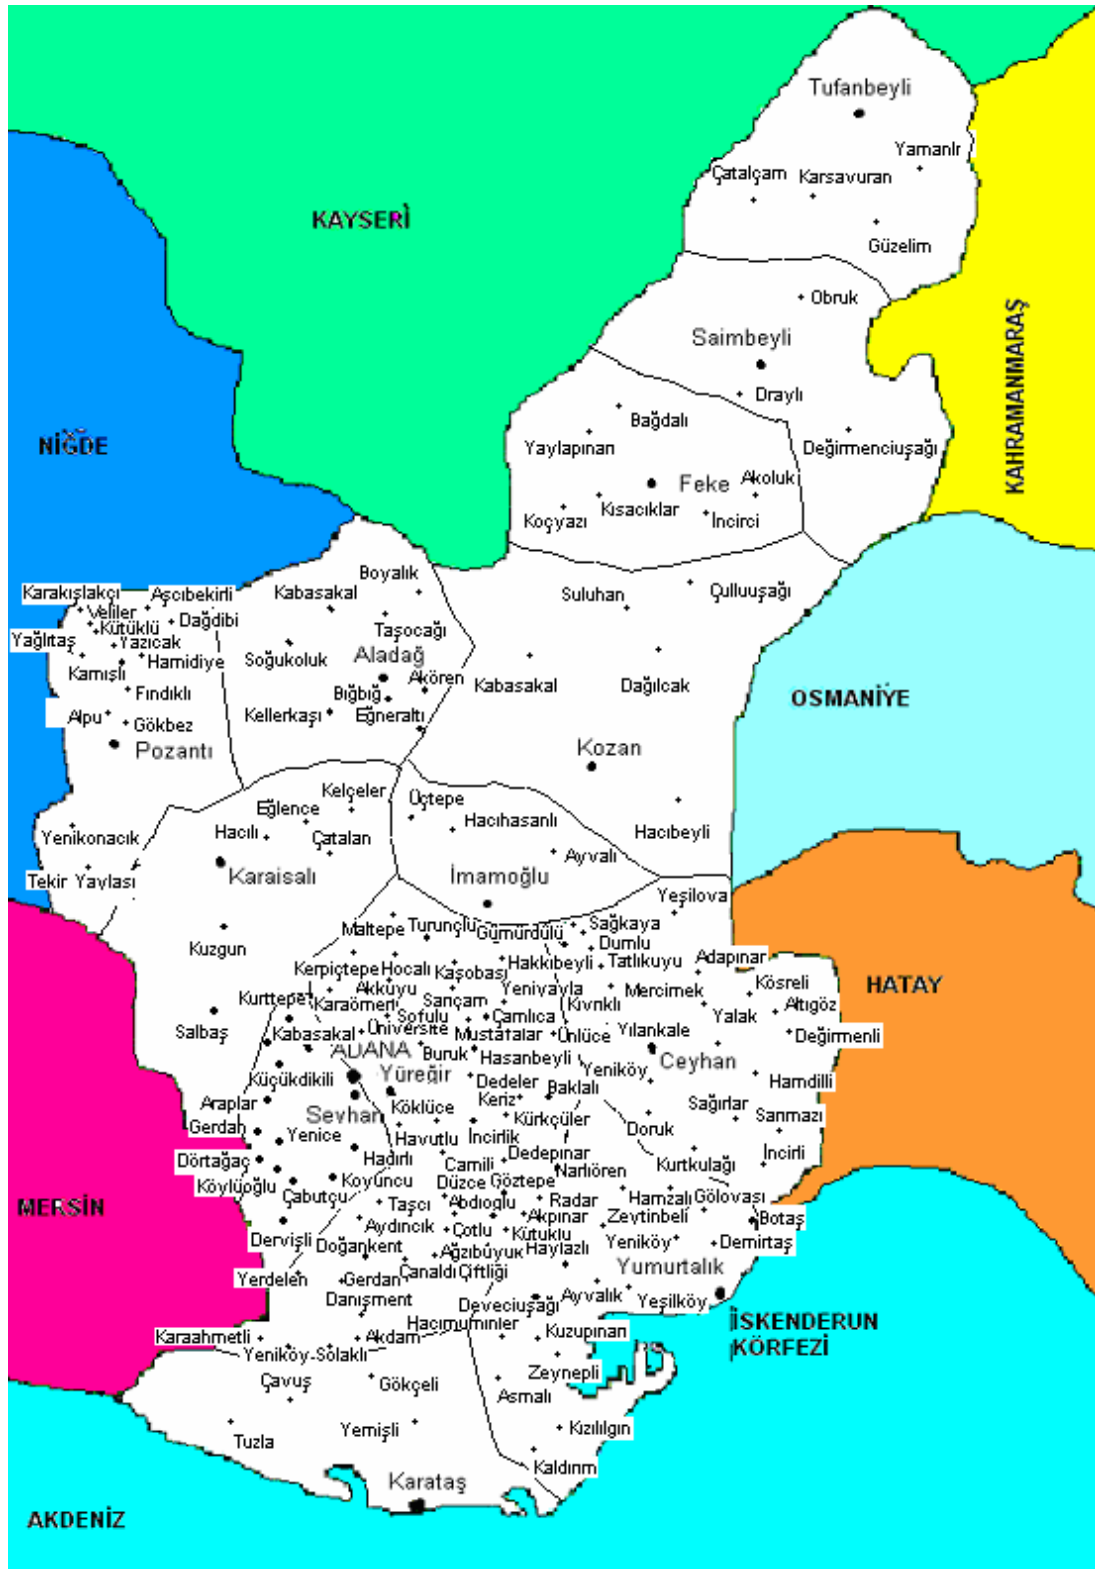 Tufanbeyli
Yamanlr
Çatalçam
Karsavuran
KAYSERİ
Güzelim
Obruk
KAHRAMANMARAŞ
Saimbeyli
Draylı
Bağdalı
NİĞDE
Yaylapınan
Değirmenciuşağı
Feke
Akoluk
Kısacıklar
Koçyazı
İncirci
Boyalık
Karakışlakçı
Aşcıbekirli
Kabasakal
Suluhan
Çulluuşağı
Veliler
Dağdibi
Kütüklü
Taşocağı
Yağlıtaş
Yazıcak
Soğukoluk
Aladağ
Kamışlı
Hamidiye
Akören
Kabasakal
Dağılcak
Fındıklı
Bığbığ
OSMANİYE
Alpu
Gökbez
Kellerkaşı
Eğneraltı
Pozantı
Kozan
Kelçeler
Eğlence
Üçtepe
Yenikonacık
Hacılı
Çatalan
Hacıhasanlı
Hacıbeyli
Ayvalı
Tekir Yaylası
Karaisalı
İmamoğlu
Yeşilova
Maltepe
Turunçlu
Gümürdülü
Sağkaya
Kuzgun
Dumlu
Kerpiçtepe
Hocalı
Kaşobası
Hakkıbeyli
Tatlıkuyu
Adapınar
Kösreli
HATAY
Akkuyu
Mercimek
Kurttepe
Karaömerli
Sarıçam
Yeniyayla
Kıvrıklı
Yalak
Altıgöz
Salbaş
Sofulu
Çamlıca
Kabasakal
Üniversite
Mustafalar
Ünlüce
Yılankale
Değirmenli
ADANA
Buruk
Hasanbeyli
Ceyhan
Küçükdikili
Yüreğir
Dedeler
Yeniköy
Hamdilli
Araplar
Seyhan
Köklüce
Keriz
Baklalı
Sağırlar
Sarımazı
Gerdan
Yenice
Havutlu
İncirlik
Kürkçüler
Doruk
Dörtağaç
Hadırlı
Camili
Dedepınar
Kurtkulağı
İncirli
Köylüoğlu
Koyuncu
Düzce
Göztepe
Narlıören
MERSİN
Çabutçu
Taşcı
Abdıoğlu
Radar
Hamzalı
Gölovası
Aydıncık
Çotlu
Akpınar
Zeytinbeli
Botaş
Dervişli
Doğankent
Ağzıbüyük
Kütüklu
Haylazlı
Yeniköy
Demirtaş
Yerdelen
Gerdan
Çanaldı Çiftliği
Yumurtalık
Danışment
Deveciuşağı
Ayvalık
Yeşilköy
Hacımuminler
İSKENDERUN
KÖRFEZİ
Karaahmetli
Akdam
Kuzupınan
Yeniköy-Solaklı
Zeynepli
Çavuş
Gökçeli
Asmalı
Tuzla
Yemişli
Kızılılgın
Kaldırım
Karataş
AKDENİZ